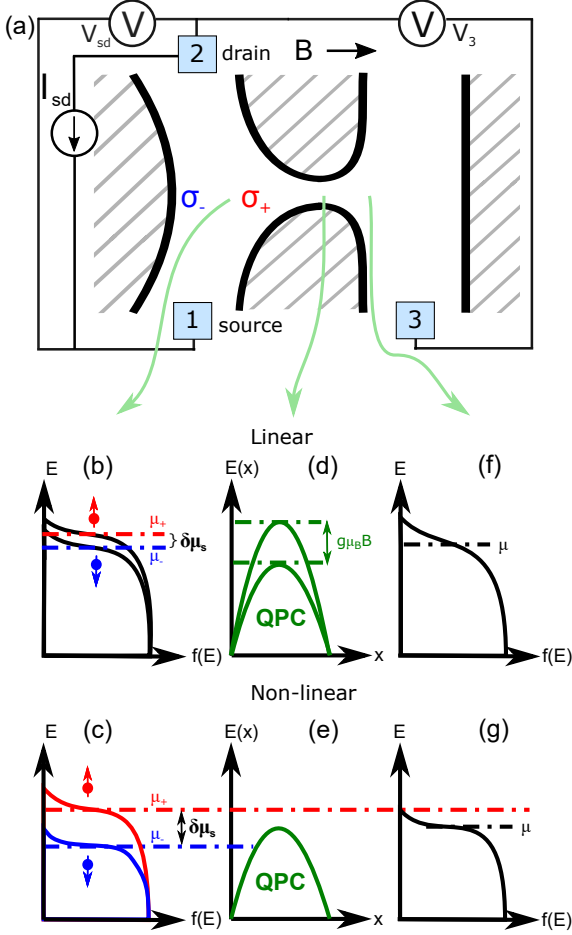 (a)
V_sd V 2 drain B V V_3
I_sd
σ_- σ_+
1 source 3
Linear
(b) (d) (f)
E E(x) E
μ_+ δμ_s μ_- gμ_BB μ
QPC
f(E) x f(E)
Non-linear
(c) (e) (g)
E E(x) E
μ_+ δμ_s μ_- μ
QPC
f(E) x f(E)